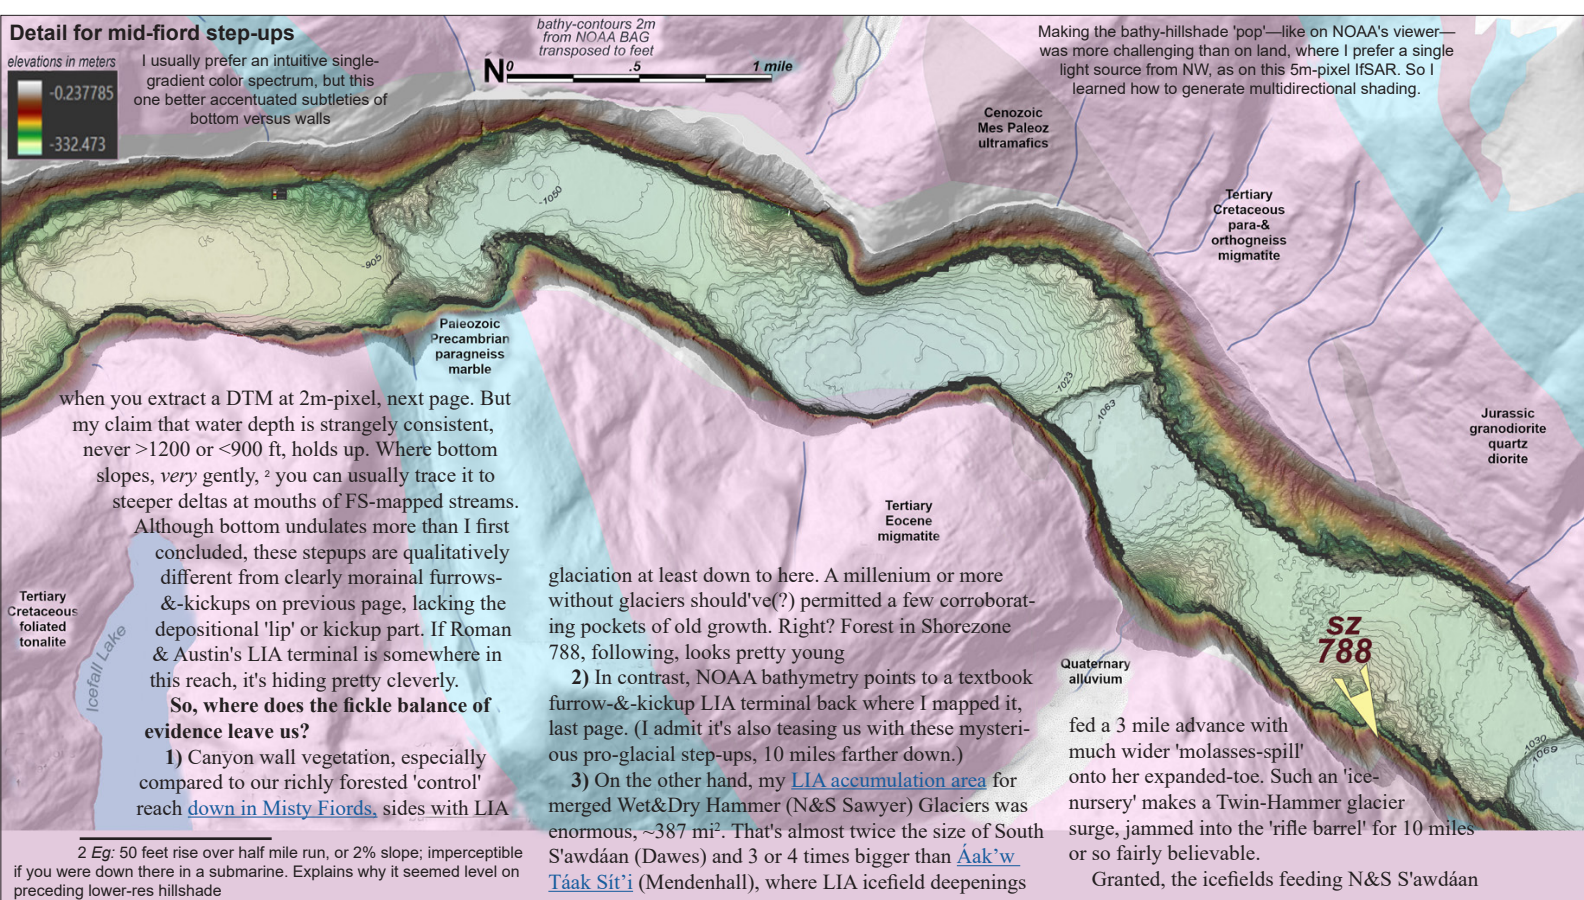 Detail for mid-fiord step-ups
elevations in meters
-0.237785
-332.473
I usually prefer an intuitive single-
gradient color spectrum, but this
one better accentuated subtleties of
bottom versus walls
bathy-contours 2m
from NOAA BAG
transposed to feet
N
0 .5 1 mile
Making the bathy-hillshade 'pop'—like on NOAA's viewer—
was more challenging than on land, where I prefer a single
light source from NW, as on this 5m-pixel IfSAR. So I
learned how to generate multidirectional shading.
Cenozoic
Mes Paleoz
ultramafics
Tertiary
Cretaceous
para-&
orthogneiss
migmatite
-1050
-905
Paleozoic
Precambrian
paragneiss
marble
-1023
-1063
Jurassic
granodiorite
quartz
diorite
Tertiary
Eocene
migmatite
Tertiary
Cretaceous
foliated
tonalite
Icefall Lake
Quaternary
alluvium
sz
788
-1030
-1069
when you extract a DTM at 2m-pixel, next page. But
my claim that water depth is strangely consistent,
never >1200 or <900 ft, holds up. Where bottom
slopes, very gently, ² you can usually trace it to
steeper deltas at mouths of FS-mapped streams.
Although bottom undulates more than I first
concluded, these stepups are qualitatively
different from clearly morainal furrows-
&-kickups on previous page, lacking the
depositional 'lip' or kickup part. If Roman
& Austin's LIA terminal is somewhere in
this reach, it's hiding pretty cleverly.
So, where does the fickle balance of
evidence leave us?
1) Canyon wall vegetation, especially
compared to our richly forested 'control'
reach down in Misty Fiords, sides with LIA
2 Eg: 50 feet rise over half mile run, or 2% slope; imperceptible
if you were down there in a submarine. Explains why it seemed level on
preceding lower-res hillshade
glaciation at least down to here. A millenium or more
without glaciers should've(?) permitted a few corroborat-
ing pockets of old growth. Right? Forest in Shorezone
788, following, looks pretty young
2) In contrast, NOAA bathymetry points to a textbook
furrow-&-kickup LIA terminal back where I mapped it,
last page. (I admit it's also teasing us with these mysteri-
ous pro-glacial step-ups, 10 miles farther down.)
3) On the other hand, my LIA accumulation area for
merged Wet&Dry Hammer (N&S Sawyer) Glaciers was
enormous, ~387 mi². That's almost twice the size of South
S'awdáan (Dawes) and 3 or 4 times bigger than Áak'w
Táak Sít'i (Mendenhall), where LIA icefield deepenings
fed a 3 mile advance with
much wider 'molasses-spill'
onto her expanded-toe. Such an 'ice-
nursery' makes a Twin-Hammer glacier
surge, jammed into the 'rifle barrel' for 10 miles
or so fairly believable.
Granted, the icefields feeding N&S S'awdáan